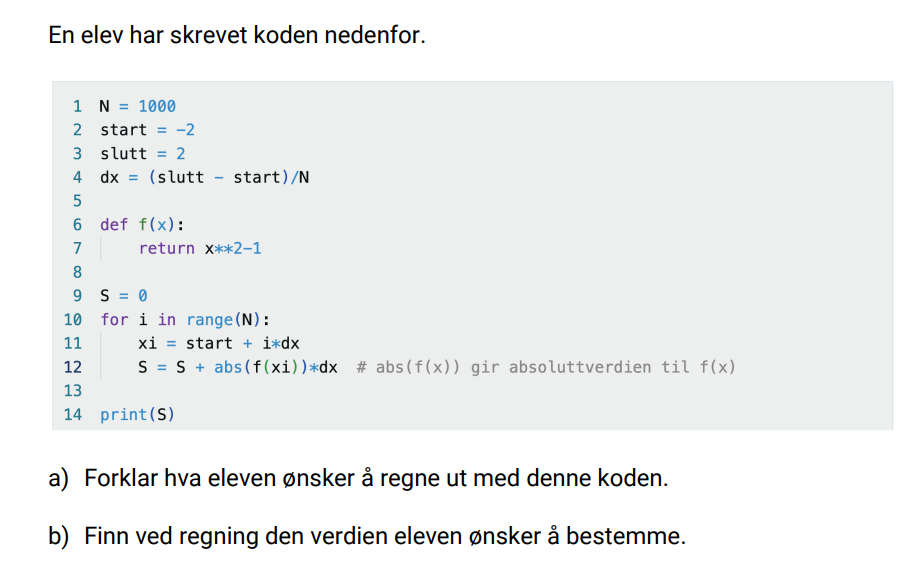 En elev har skrevet koden nedenfor.
1 N = 1000
2 start = -2
3 slutt = 2
4 dx = (slutt - start)/N
5
6 def f(x):
7     return x**2-1
8
9 S = 0
10 for i in range(N):
11     xi = start + i*dx
12     S = S + abs(f(xi))*dx  # abs(f(x)) gir absoluttverdien til f(x)
13
14 print(S)
a) Forklar hva eleven ønsker å regne ut med denne koden.
b) Finn ved regning den verdien eleven ønsker å bestemme.